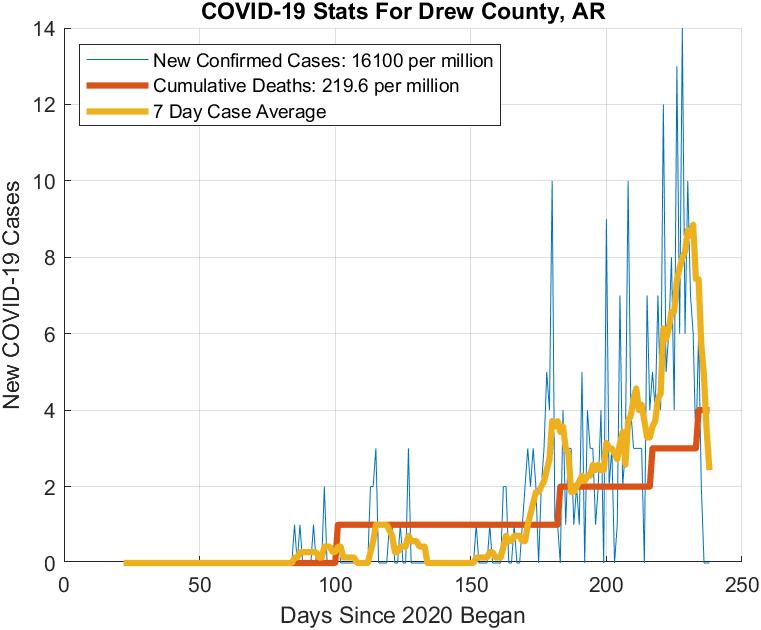 COVID-19 Stats For Drew County, AR
New Confirmed Cases: 16100 per million
Cumulative Deaths: 219.6 per million
7 Day Case Average
New COVID-19 Cases
14
12
10
8
6
4
2
0
0 50 100 150 200 250
Days Since 2020 Began